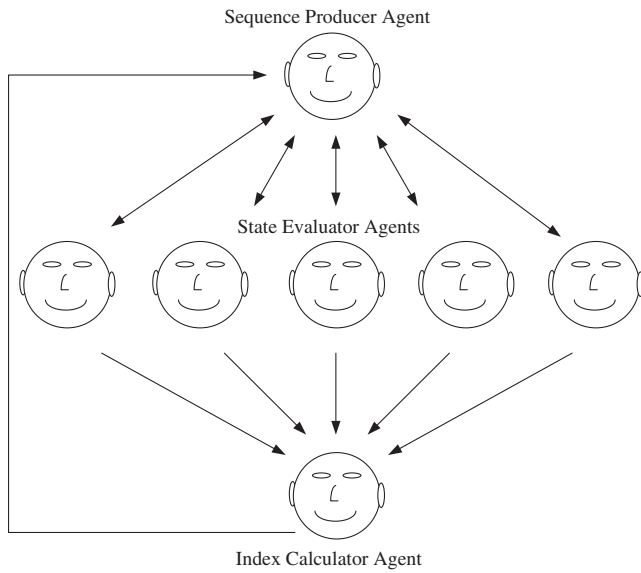 Sequence Producer Agent
State Evaluator Agents
Index Calculator Agent